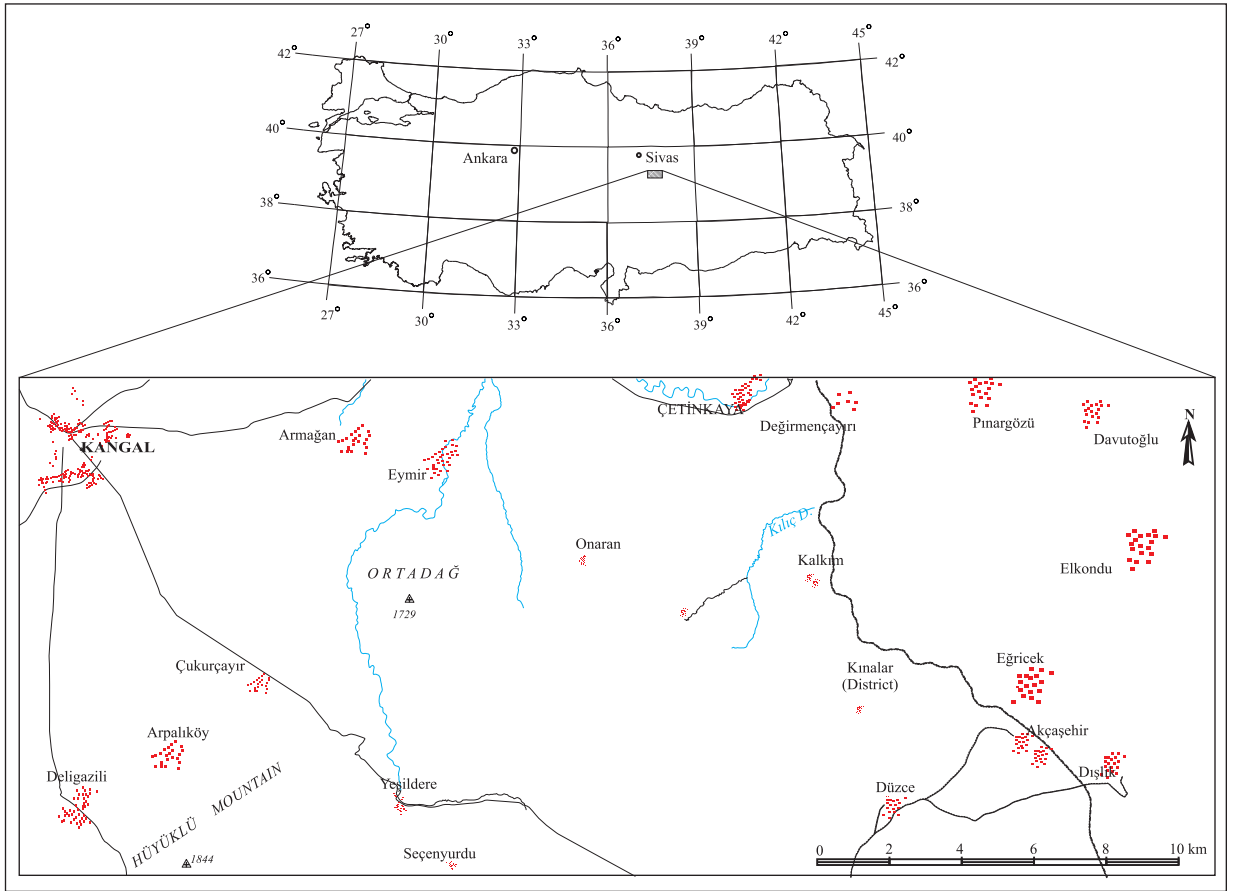 27°
30°
33°
36°
39°
42°
45°
42°
42°
40°
40°
Ankara
Sivas
38°
38°
36°
36°
27°
30°
33°
36°
39°
42°
45°
ÇETİNKAYA
Değirmençayırı
Pınargözü
Davutoğlu
N
KANGAL
Armağan
Eymir
Kılıç D.
Onaran
Kalkım
Elkondu
ORTADAĞ
1729
Çukurçayır
Kınalar
(District)
Eğricek
Arpalıköy
Akçaşehir
Deligazili
HÜYÜKLÜ MOUNTAIN
1844
Yeşildere
Düzce
Dışlık
Seçenyurdu
0 2 4 6 8 10 km